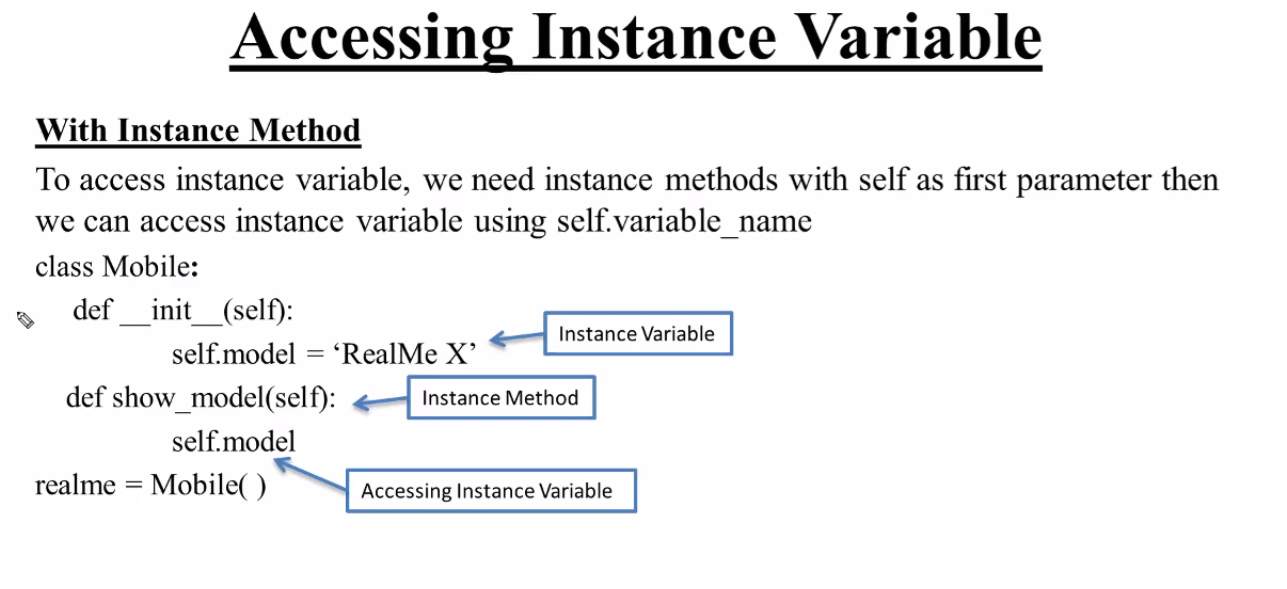 Accessing Instance Variable
With Instance Method
To access instance variable, we need instance methods with self as first parameter then
we can access instance variable using self.variable_name
class Mobile:
def __init__(self):
Instance Variable
self.model = ‘RealMe X’
def show_model(self):
Instance Method
self.model
realme = Mobile( )
Accessing Instance Variable